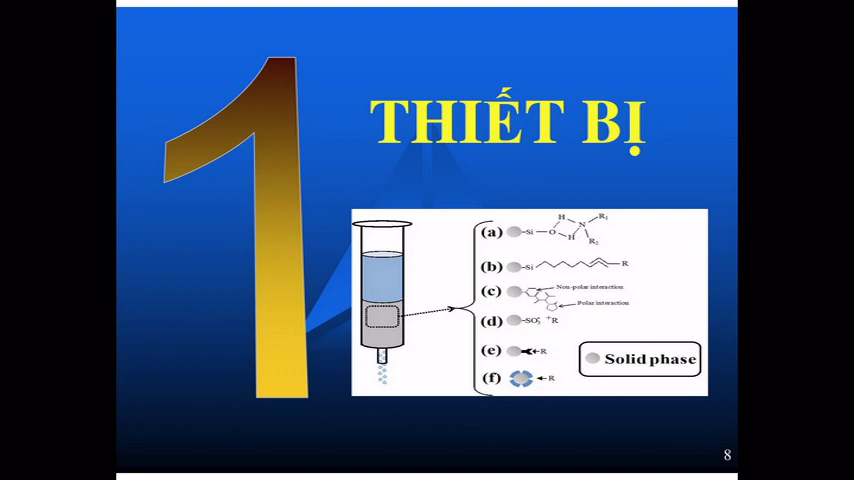 1
THIẾT BỊ
(a) Si O H H N R1 R2
(b) Si R
(c) Non-polar interaction
Polar interaction
(d) SO3- +R
(e) R
(f) R
Solid phase
8